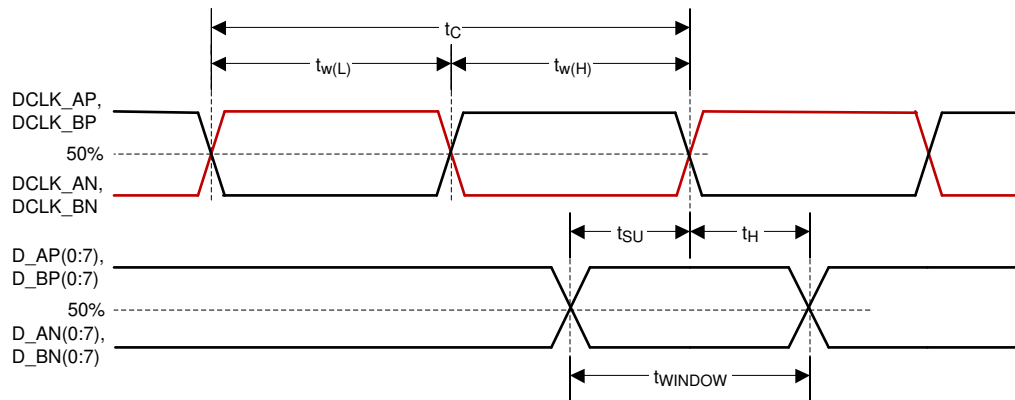 tC
tw(L)
tw(H)
DCLK_AP,
DCLK_BP
50%
DCLK_AN,
DCLK_BN
tSU
tH
D_AP(0:7),
D_BP(0:7)
50%
D_AN(0:7),
D_BN(0:7)
tWINDOW